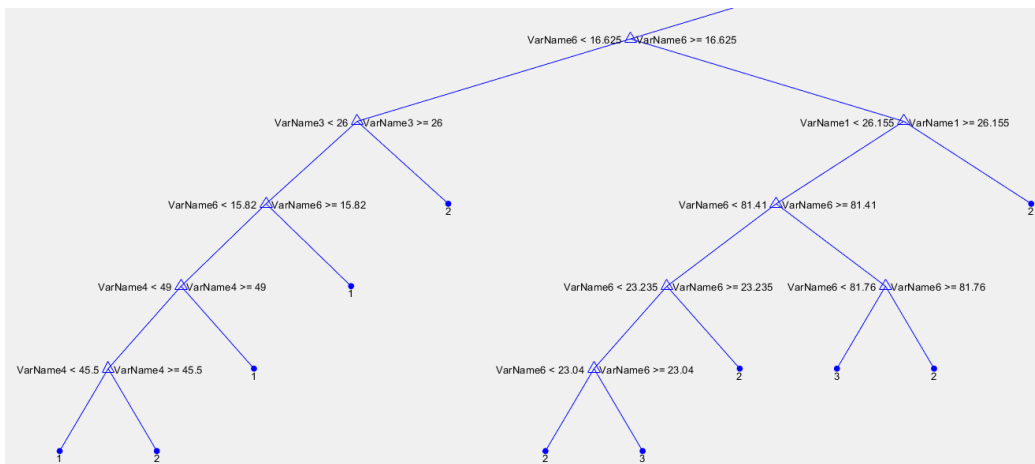 VarName6 < 16.625 VarName6 >= 16.625
VarName3 < 26 VarName3 >= 26
VarName1 < 26.155 VarName1 >= 26.155
VarName6 < 15.82 VarName6 >= 15.82
2
VarName6 < 81.41 VarName6 >= 81.41
2
VarName4 < 49 VarName4 >= 49
1
VarName6 < 23.235 VarName6 >= 23.235
VarName6 < 81.76 VarName6 >= 81.76
VarName4 < 45.5 VarName4 >= 45.5
1
VarName6 < 23.04 VarName6 >= 23.04
2
3
2
1
2
2
3